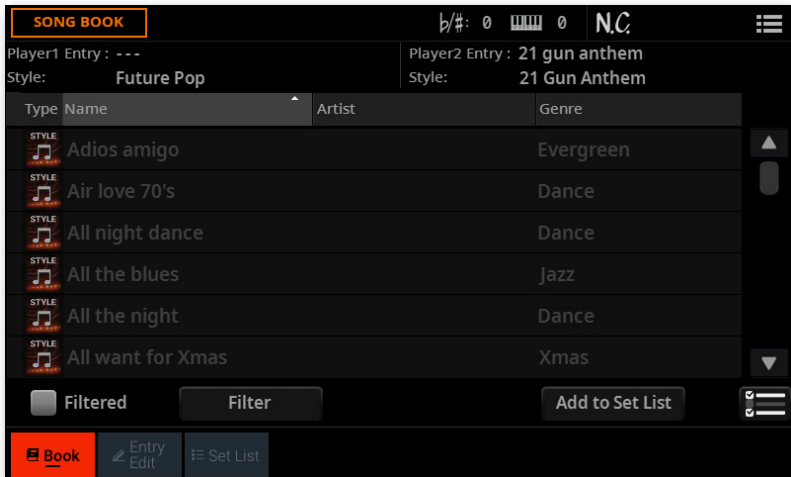 SONG BOOK
♭/#: 0 0 N.C.
Player1 Entry : ---
Player2 Entry : 21 gun anthem
Style: Future Pop
Style: 21 Gun Anthem
Type Name Artist Genre
STYLE Adios amigo Evergreen
STYLE Air love 70's Dance
STYLE All night dance Dance
STYLE All the blues Jazz
STYLE All the night Dance
STYLE All want for Xmas Xmas
Filtered Filter Add to Set List
Book Entry Edit Set List